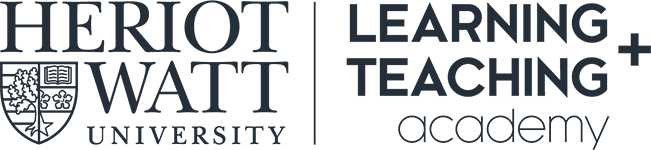 HERIOT
WATT
UNIVERSITY
LEARNING +
TEACHING
academy